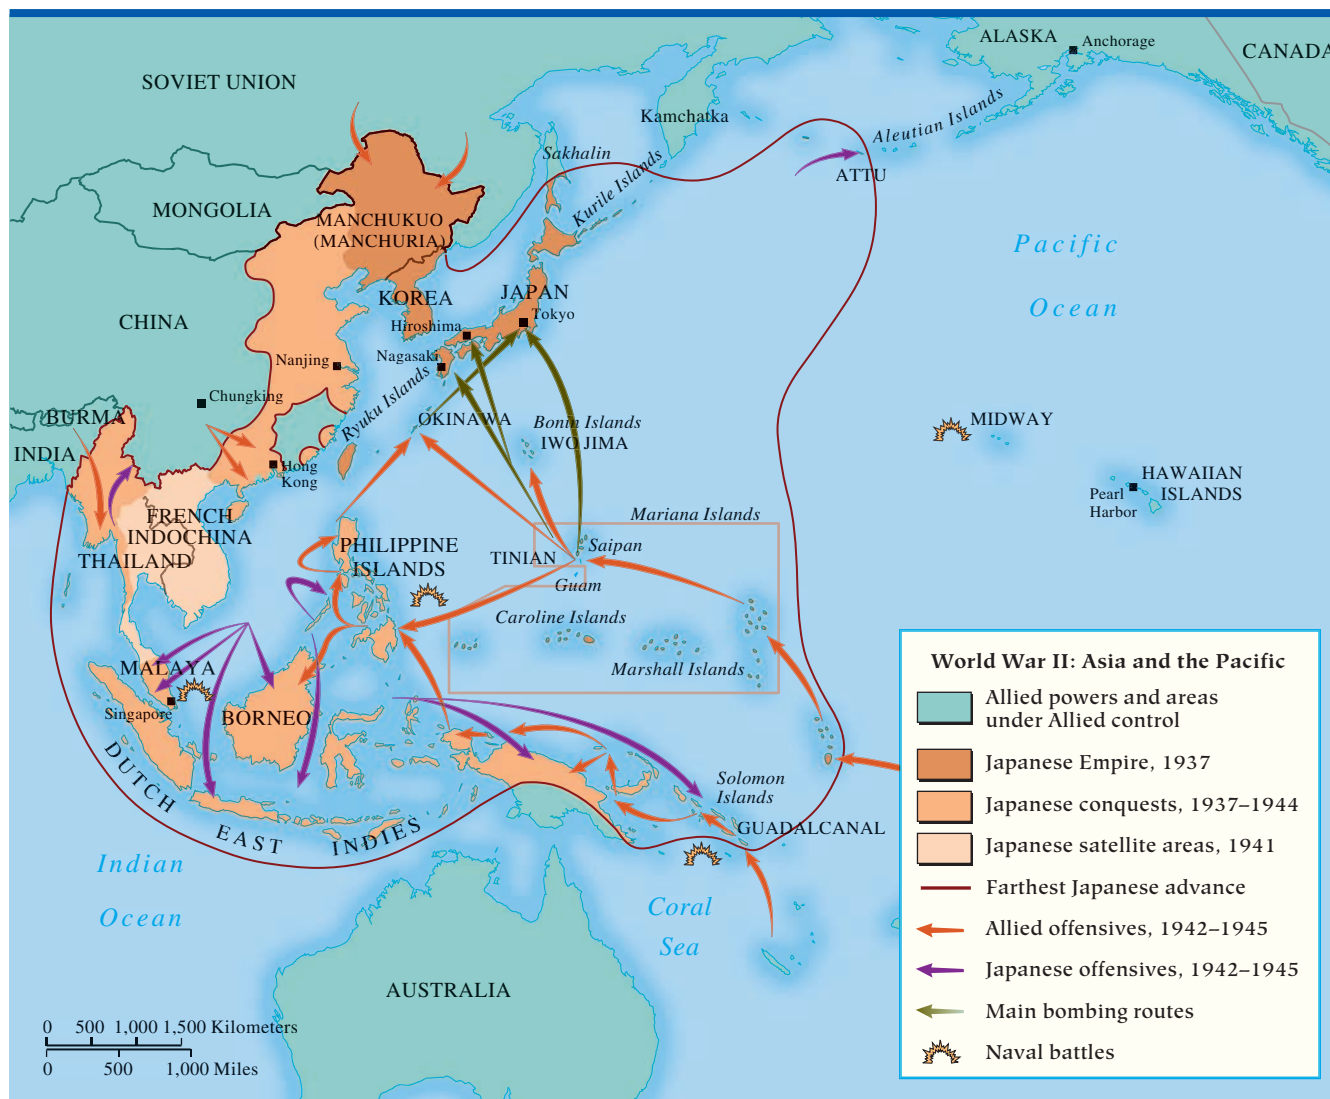 ALASKA
Anchorage
CANADA
SOVIET UNION
Kamchatka
Aleutian Islands
Sakhalin
ATTU
Kurile Islands
MONGOLIA
MANCHUKUO
(MANCHURIA)
Pacific
Ocean
KOREA
JAPAN
Tokyo
Hiroshima
CHINA
Nanjing
Nagasaki
Chungking
Ryuku Islands
BURMA
OKINAWA
Bonin Islands
IWO JIMA
MIDWAY
INDIA
Hong
Kong
HAWAIIAN
ISLANDS
Pearl
Harbor
FRENCH
INDOCHINA
THAILAND
Mariana Islands
PHILIPPINE
ISLANDS
TINIAN
Saipan
Guam
Caroline Islands
Marshall Islands
MALAYA
Singapore
BORNEO
DUTCH EAST INDIES
Solomon
Islands
GUADALCANAL
Indian
Ocean
Coral
Sea
AUSTRALIA
0 500 1,000 1,500 Kilometers
0 500 1,000 Miles
World War II: Asia and the Pacific
Allied powers and areas
under Allied control
Japanese Empire, 1937
Japanese conquests, 1937–1944
Japanese satellite areas, 1941
Farthest Japanese advance
Allied offensives, 1942–1945
Japanese offensives, 1942–1945
Main bombing routes
Naval battles